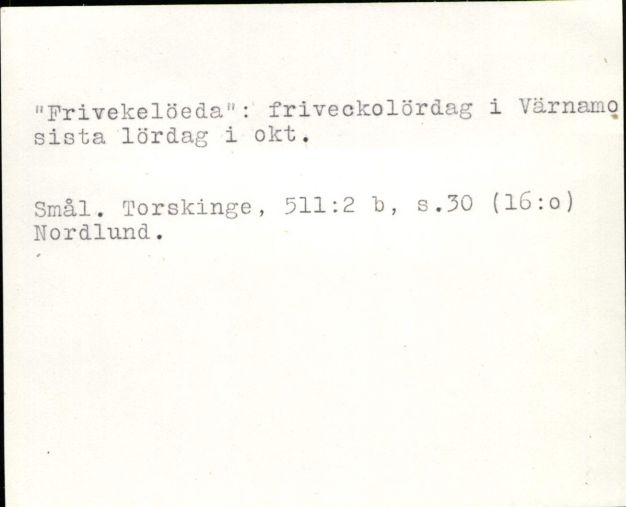 "Frivekelöeda": friveckolördag i Värnamo
sista lördag i okt.
Smål. Torskinge, 511:2 b, s.30 (16:o)
Nordlund.